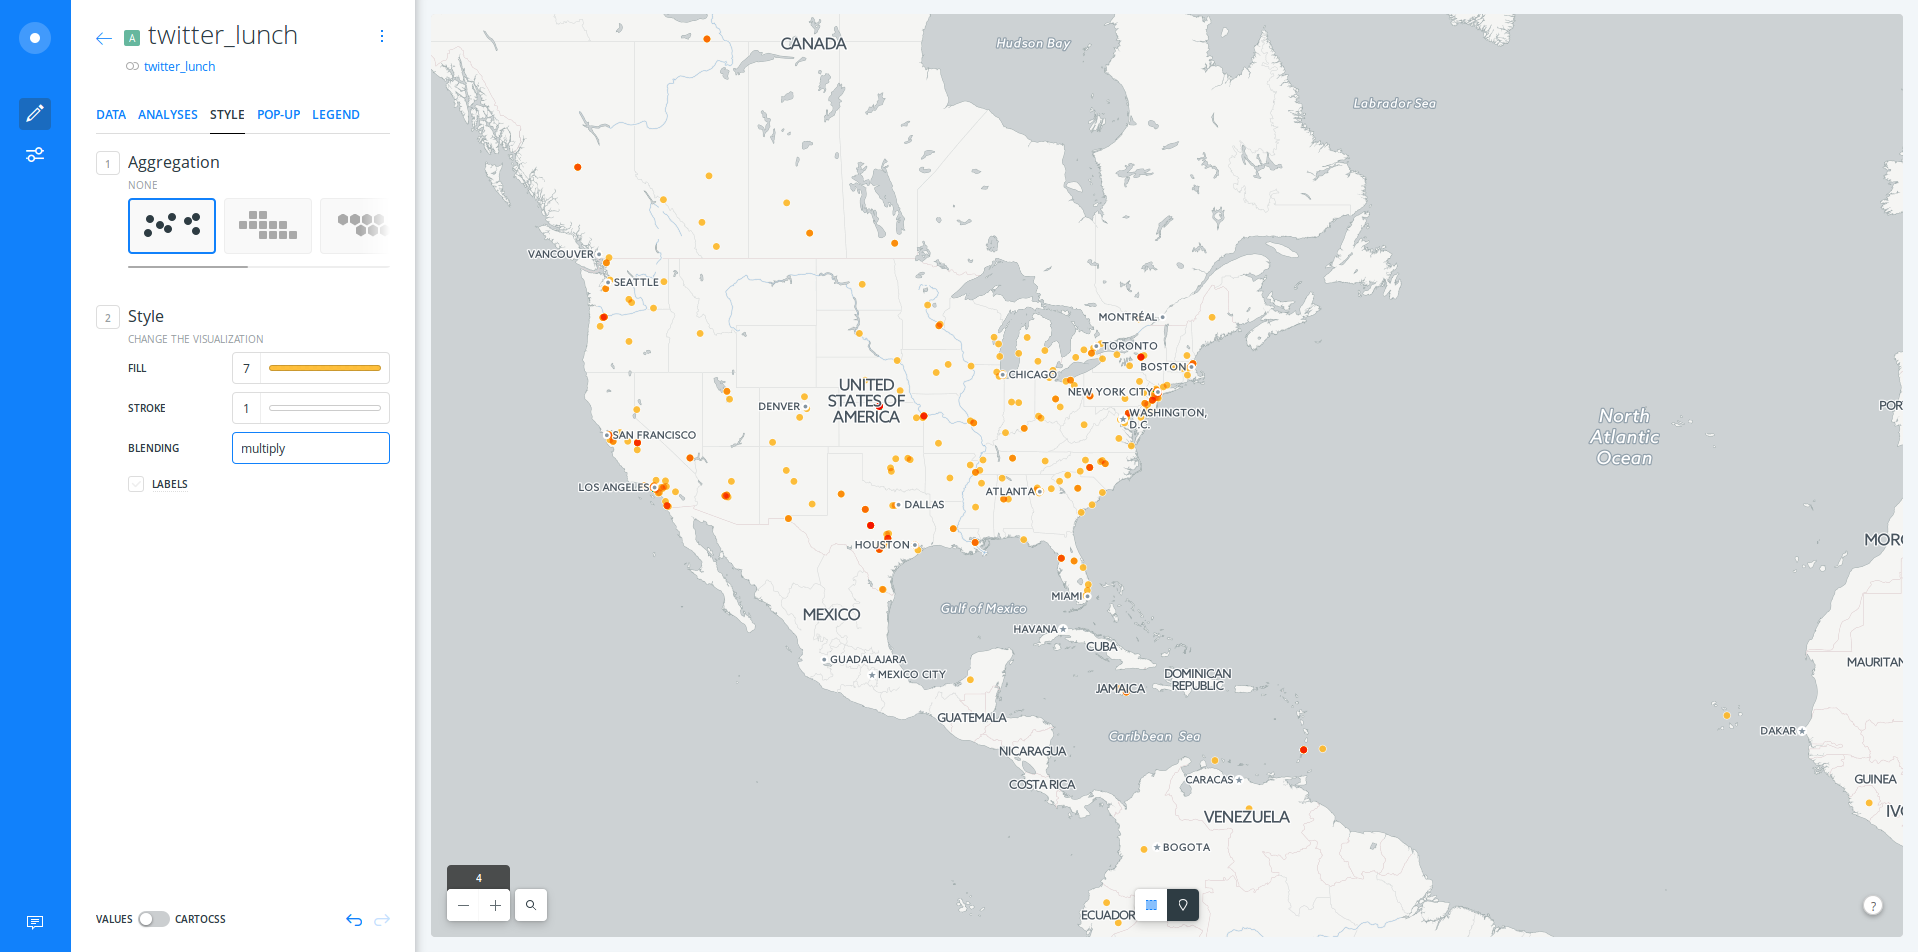 A twitter_lunch
twitter_lunch
DATA ANALYSES STYLE POP-UP LEGEND
1 Aggregation
NONE
2 Style
CHANGE THE VISUALIZATION
FILL 7
STROKE 1
BLENDING multiply
LABELS
VALUES CARTOCSS
CANADA
Hudson Bay
Labrador Sea
VANCOUVER
SEATTLE
MONTRÉAL
TORONTO
BOSTON
CHICAGO
NEW YORK CITY
UNITED
STATES OF
AMERICA
DENVER
WASHINGTON,
D.C.
SAN FRANCISCO
LOS ANGELES
ATLANTA
DALLAS
HOUSTON
North
Atlantic
Ocean
POR
MORC
MIAMI
Gulf of Mexico
MEXICO
HAVANA
CUBA
GUADALAJARA
MEXICO CITY
DOMINICAN
REPUBLIC
JAMAICA
MAURITAN
GUATEMALA
Caribbean Sea
DAKAR
NICARAGUA
COSTA RICA
CARACAS
GUINEA
VENEZUELA
IVO
BOGOTA
ECUADOR
4
?